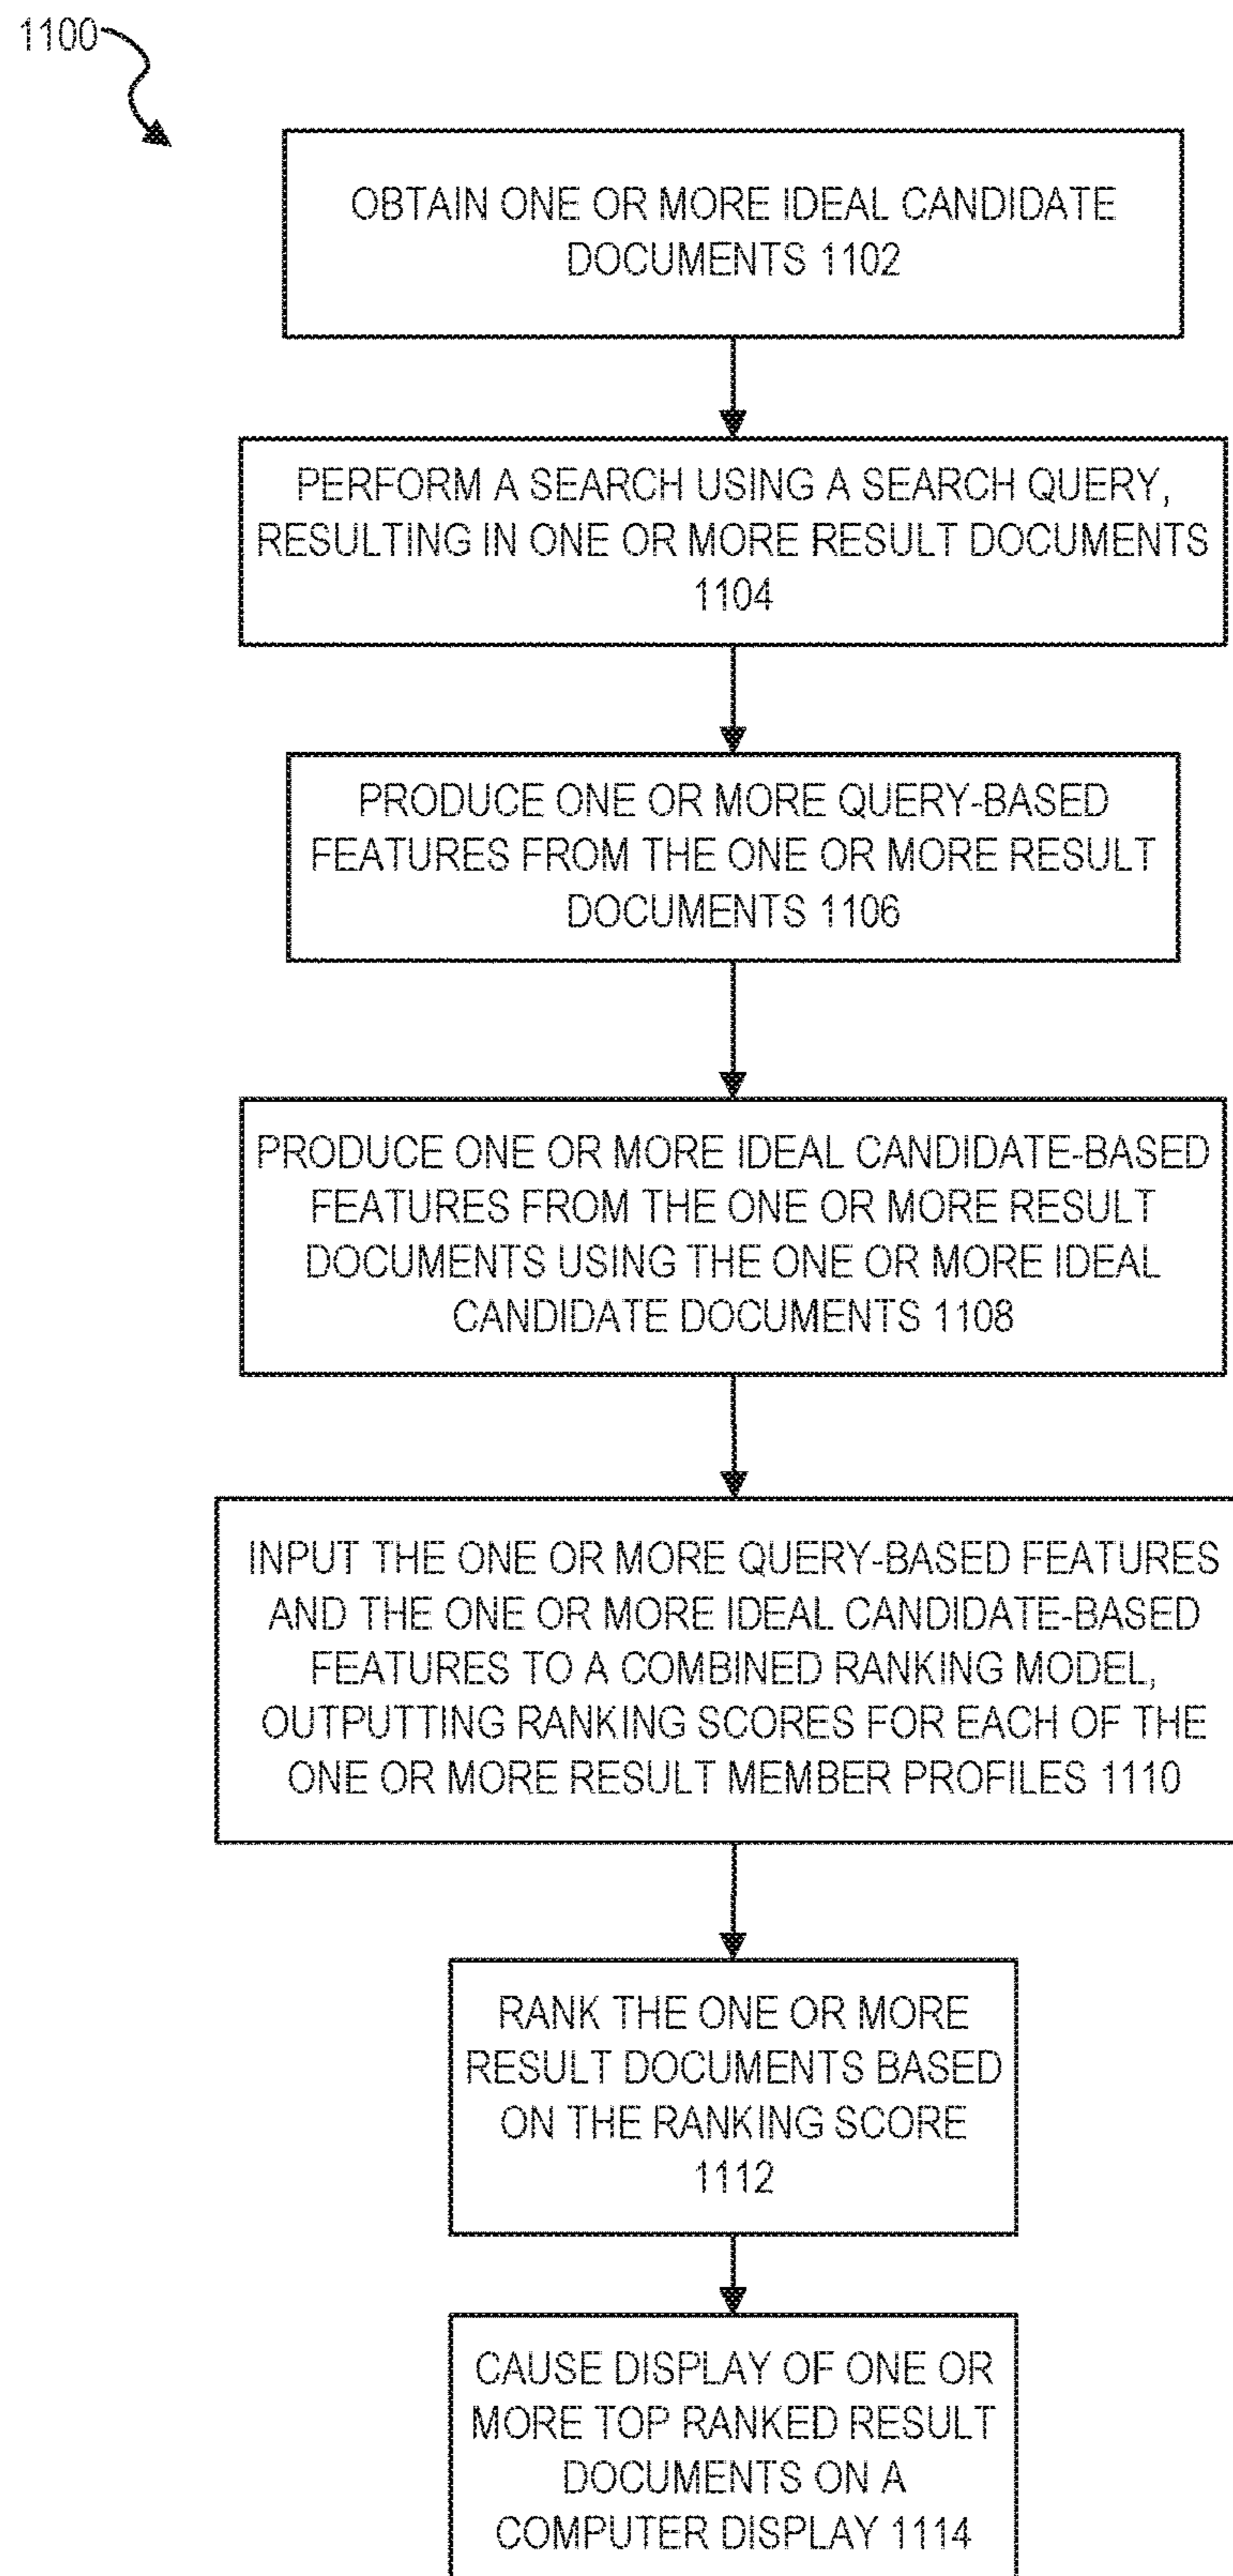 1100
OBTAIN ONE OR MORE IDEAL CANDIDATE
DOCUMENTS 1102
PERFORM A SEARCH USING A SEARCH QUERY,
RESULTING IN ONE OR MORE RESULT DOCUMENTS
1104
PRODUCE ONE OR MORE QUERY-BASED
FEATURES FROM THE ONE OR MORE RESULT
DOCUMENTS 1106
PRODUCE ONE OR MORE IDEAL CANDIDATE-BASED
FEATURES FROM THE ONE OR MORE RESULT
DOCUMENTS USING THE ONE OR MORE IDEAL
CANDIDATE DOCUMENTS 1108
INPUT THE ONE OR MORE QUERY-BASED FEATURES
AND THE ONE OR MORE IDEAL CANDIDATE-BASED
FEATURES TO A COMBINED RANKING MODEL,
OUTPUTTING RANKING SCORES FOR EACH OF THE
ONE OR MORE RESULT MEMBER PROFILES 1110
RANK THE ONE OR MORE
RESULT DOCUMENTS BASED
ON THE RANKING SCORE
1112
CAUSE DISPLAY OF ONE OR
MORE TOP RANKED RESULT
DOCUMENTS ON A
COMPUTER DISPLAY 1114